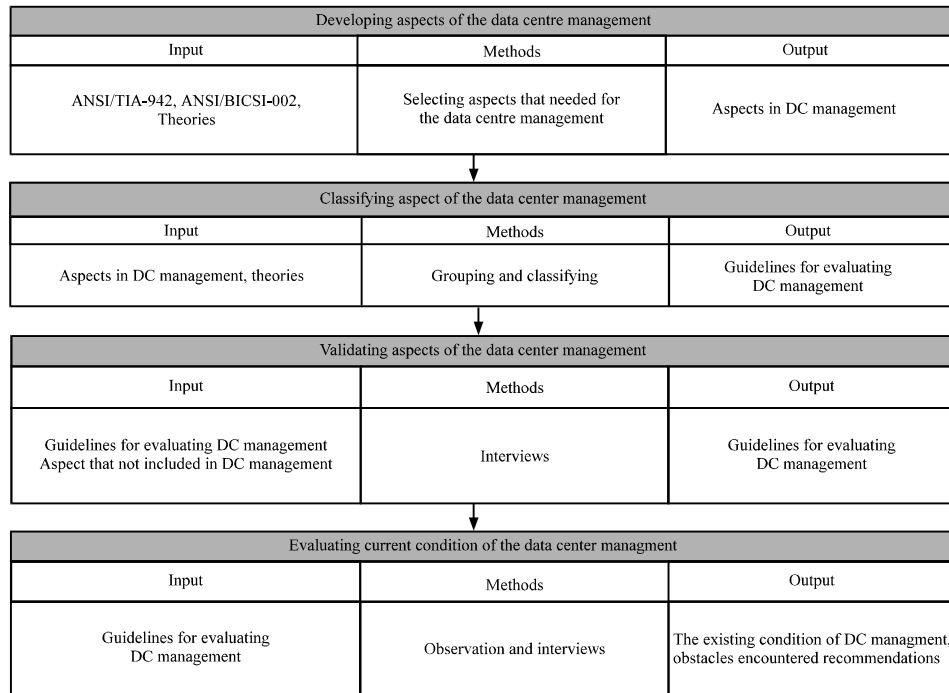 Developing aspects of the data centre management
Input
Methods
Output
ANSI/TIA-942, ANSI/BICSI-002,
Theories
Selecting aspects that needed for
the data centre management
Aspects in DC management
Classifying aspect of the data center management
Input
Methods
Output
Aspects in DC management, theories
Grouping and classifying
Guidelines for evaluating
DC management
Validating aspects of the data center management
Input
Methods
Output
Guidelines for evaluating DC management
Aspect that not included in DC management
Interviews
Guidelines for evaluating
DC management
Evaluating current condition of the data center managment
Input
Methods
Output
Guidelines for evaluating
DC management
Observation and interviews
The existing condition of DC managment,
obstacles encountered recommendations